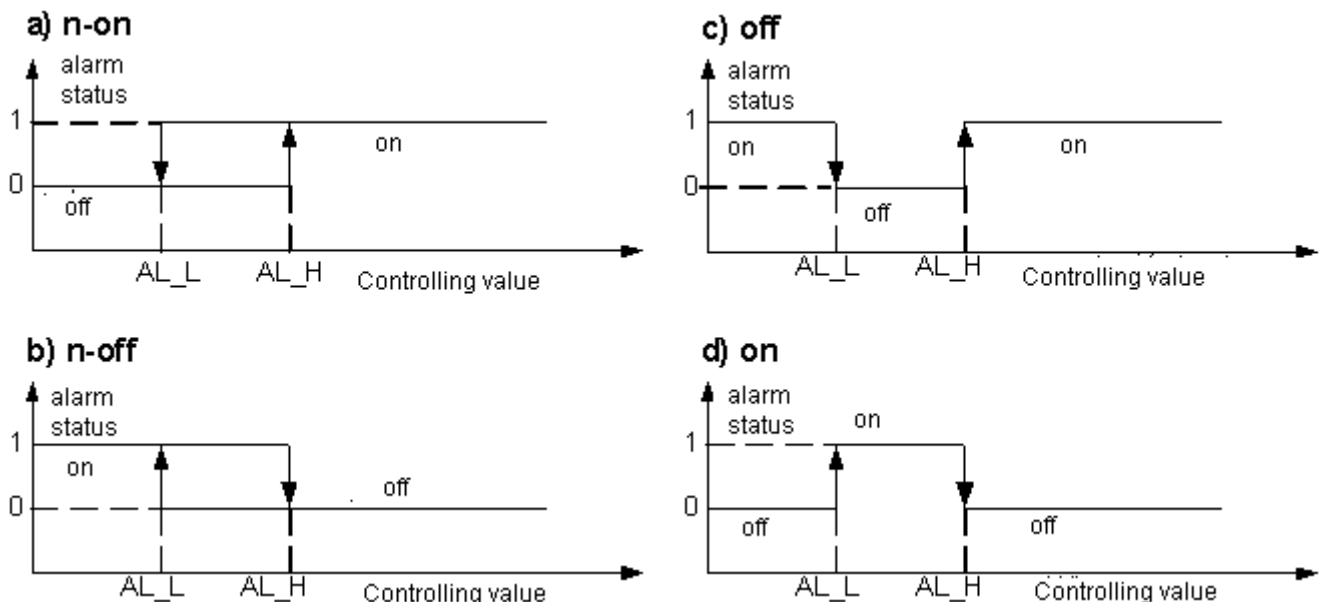 a) n-on
alarm
status
1
on
0
off
AL_L
AL_H
Controlling value
c) off
alarm
status
1
on
on
0
off
AL_L
AL_H
Controlling value
b) n-off
alarm
status
1
on
off
0
AL_L
AL_H
Controlling value
d) on
alarm
status
on
1
0
off
off
AL_L
AL_H
Controlling value